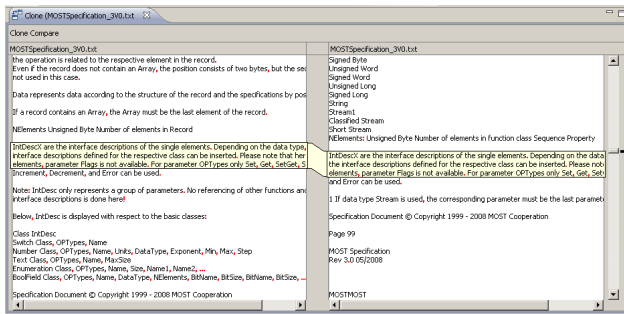 Clone (MOSTSpecification_3V0.txt
Clone Compare
MOSTSpecification_3V0.txt
the operation is related to the respective element in the record.
Even if the record does not contain an Array, the position consists of two bytes, but the sec
not used in this case.
Data represents data according to the structure of the record and the specifications by pos
If a record contains an Array, the Array must be the last element of the record.
NElements Unsigned Byte Number of elements in Record
IntDescX are the interface descriptions of the single elements. Depending on the data type,
interface descriptions defined for the respective class can be inserted. Please note that her
elements, parameter Flags is not available. For parameter OPTypes only Set, Get, SetGet, S
Increment, Decrement, and Error can be used.
Note: IntDesc only represents a group of parameters. No referencing of other functions and
interface descriptions is done here!
Below, IntDesc is displayed with respect to the basic classes:
Class IntDesc
Switch Class, OPTypes, Name
Number Class, OPTypes, Name, Units, DataType, Exponent, Min, Max, Step
Text Class, OPTypes, Name, MaxSize
Enumeration Class, OPTypes, Name, Size, Name1, Name2, ...
BoolField Class, OPTypes, Name, DataType, NElements, BitName, BitSize, BitName, BitSize, ...
Specification Document © Copyright 1999 - 2008 MOST Cooperation
MOSTSpecification_3V0.txt
Signed Byte
Unsigned Word
Signed Word
Unsigned Long
Signed Long
String
Stream1
Classified Stream
Short Stream
NElements: Unsigned Byte Number of elements in function class Sequence Property
IntDescX are the interface descriptions of the single elements. Depending on the data
the interface descriptions defined for the respective class can be inserted. Please note
elements, parameter Flags is not available. For parameter OPTypes only Set, Get, Set
and Error can be used.
1 If data type Stream is used, the corresponding parameter must be the last paramet
Specification Document © Copyright 1999 - 2008 MOST Cooperation
Page 99
MOST Specification
Rev 3.0 05/2008
MOSTMOST